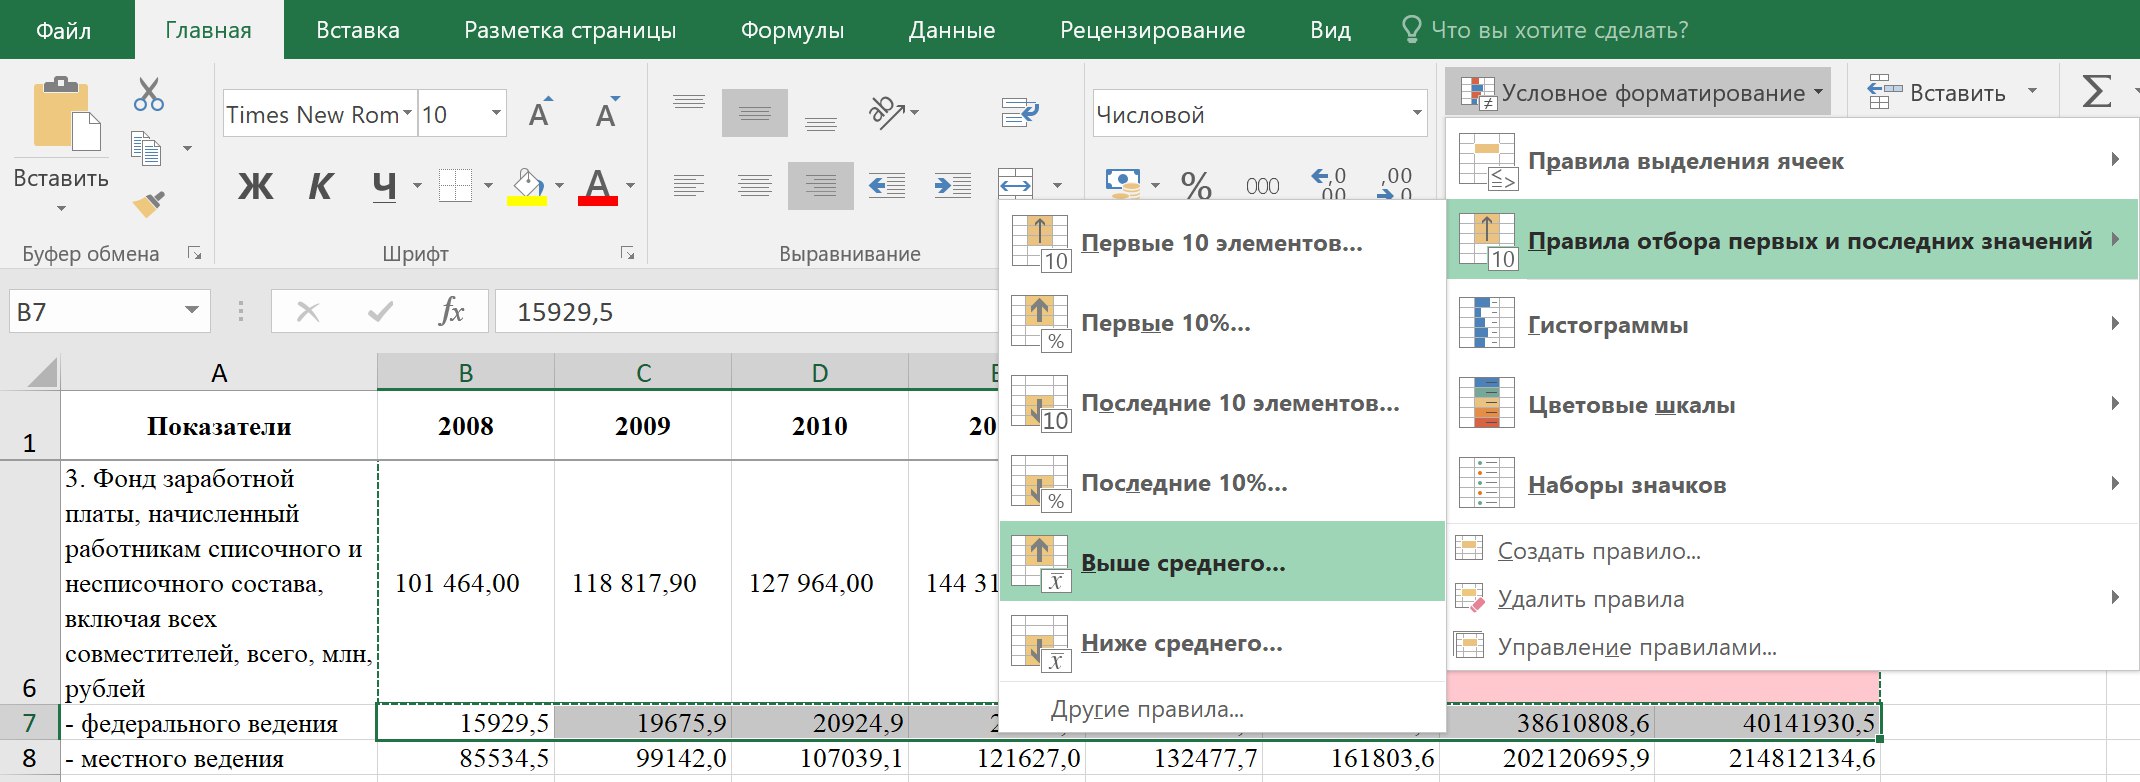 Файл Главная Вставка Разметка страницы Формулы Данные Рецензирование Вид Что вы хотите сделать?
Times New Rom 10 Числовой Условное форматирование Вставить Σ
Вставить Ж К Ч A % 000 ,0 ,00
00 0
Буфер обмена Шрифт Выравнивание
Правила выделения ячеек
Правила отбора первых и последних значений
Гистограммы
Цветовые шкалы
Наборы значков
Создать правило...
Удалить правила
Управление правилами...
Первые 10 элементов...
Первые 10%...
Последние 10 элементов...
Последние 10%...
Выше среднего...
Ниже среднего...
Другие правила...
B7 fx 15929,5
A B C D
1 Показатели 2008 2009 2010 20
6 3. Фонд заработной
платы, начисленный
работникам списочного и
несписочного состава,
включая всех
совместителей, всего, млн,
рублей
101 464,00 118 817,90 127 964,00 144 31
7 - федерального ведения 15929,5 19675,9 20924,9 38610808,6 40141930,5
8 - местного ведения 85534,5 99142,0 107039,1 121627,0 132477,7 161803,6 202120695,9 214812134,6